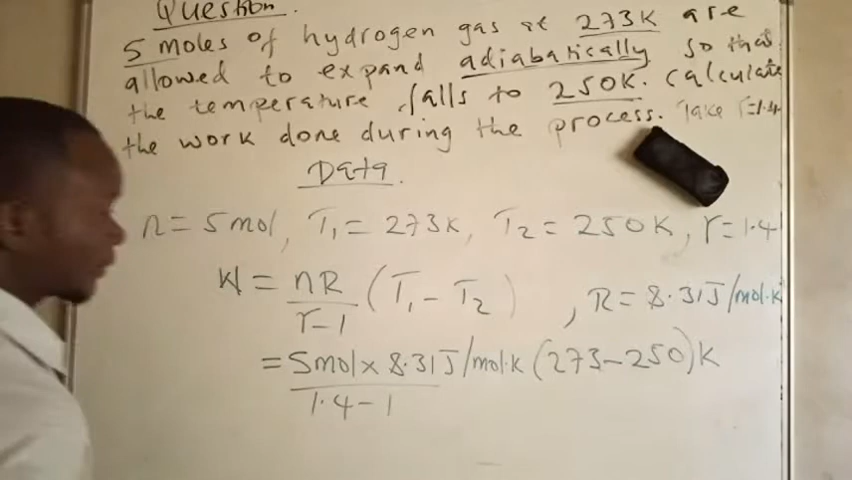 Question.
5 moles of hydrogen gas at 273K are
allowed to expand adiabatically so that
the temperature falls to 250K. Calculate
the work done during the process. Take γ=1.4
Data.
n = 5mol, T₁ = 273K, T₂ = 250K, γ=1.4
W = nR/γ-1 (T₁ - T₂) , R = 8.31J/mol·K
= 5mol x 8.31J/mol·K/1.4-1 (273-250)K